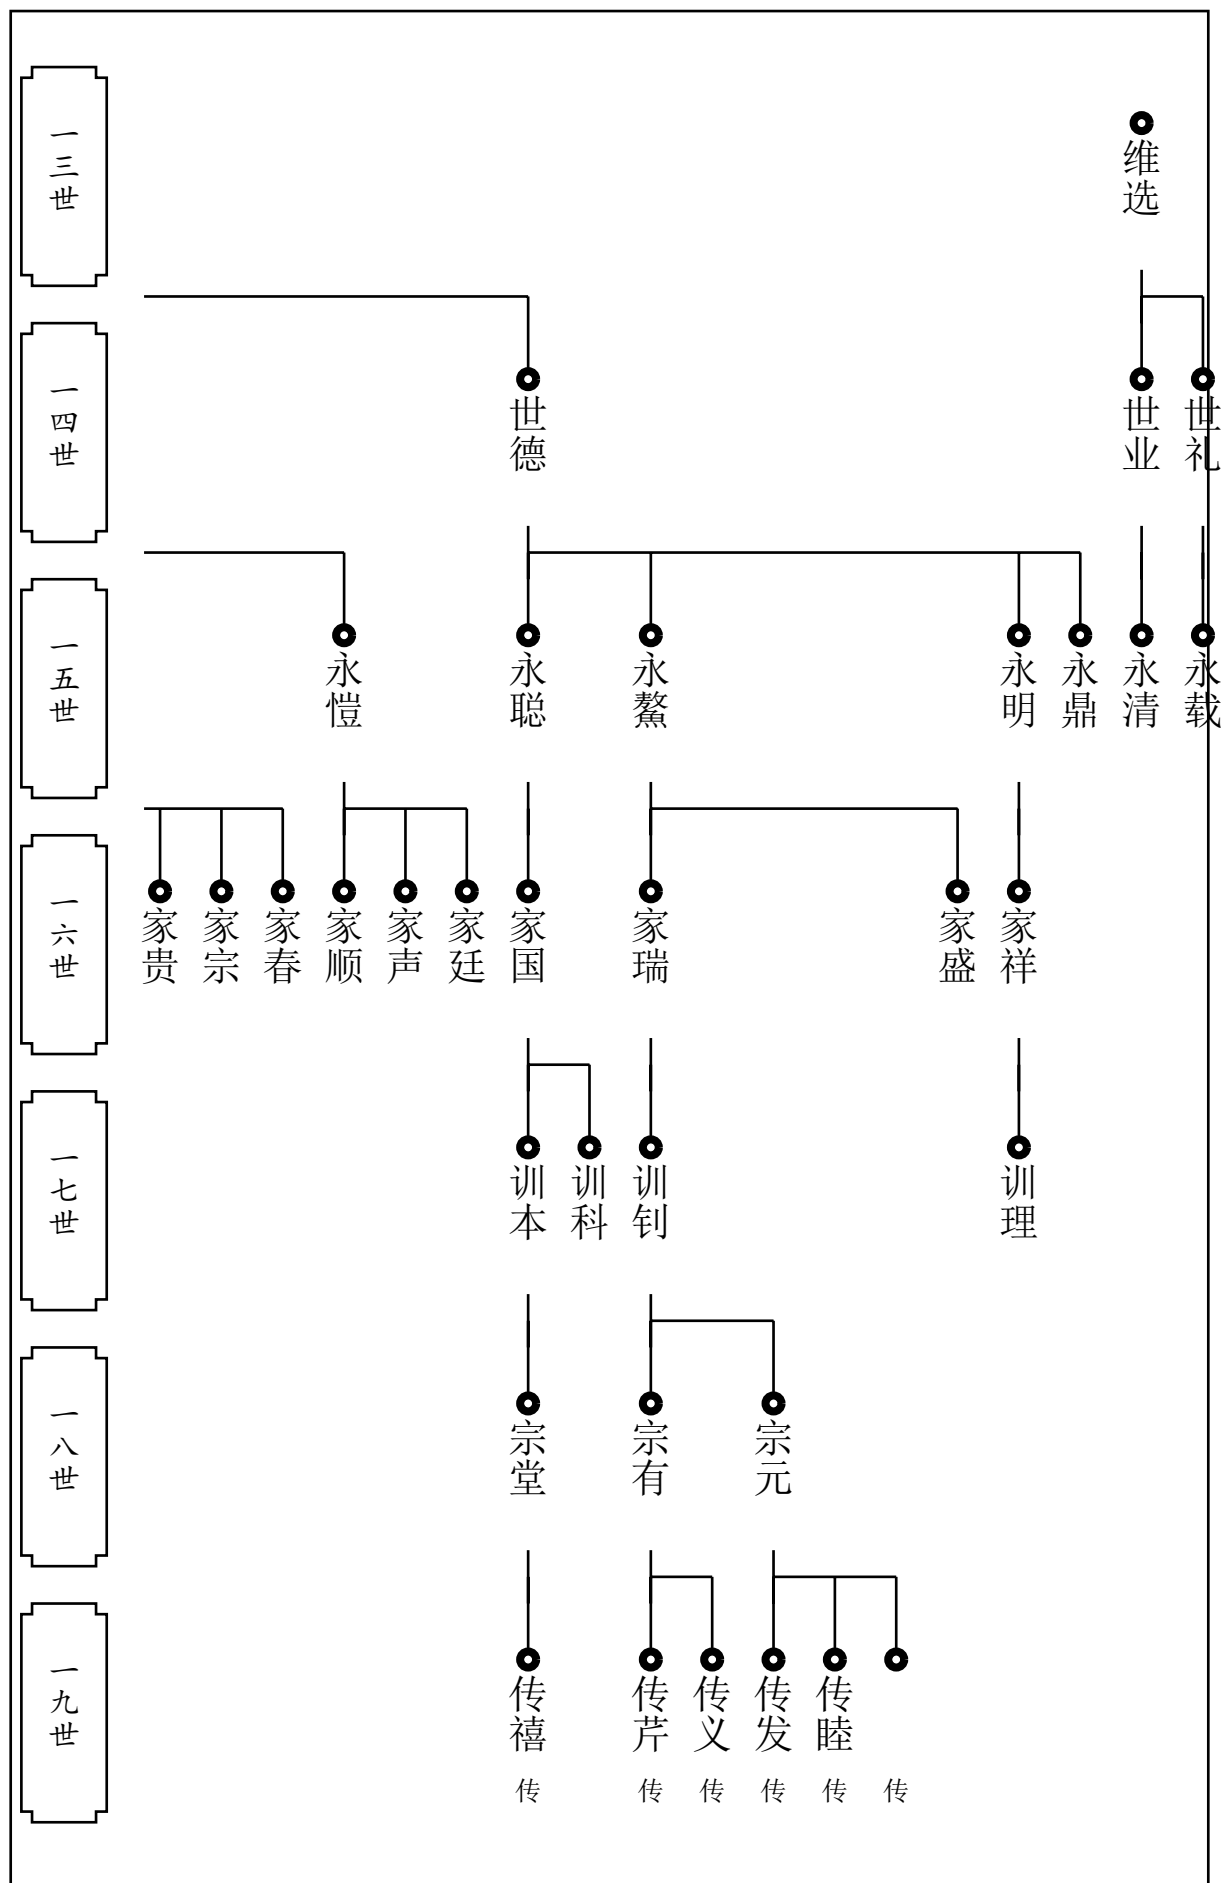 一三世
维选
一四世
世德
世业
世礼
一五世
永愷
永聪
永鳌
永明
永鼎
永清
永载
一六世
家贵
家宗
家春
家顺
家声
家廷
家国
家瑞
家盛
家祥
一七世
训本
训科
训钊
训理
一八世
宗堂
宗有
宗元
一九世
传禧
传芹
传义
传发
传睦
传
传
传
传
传
传